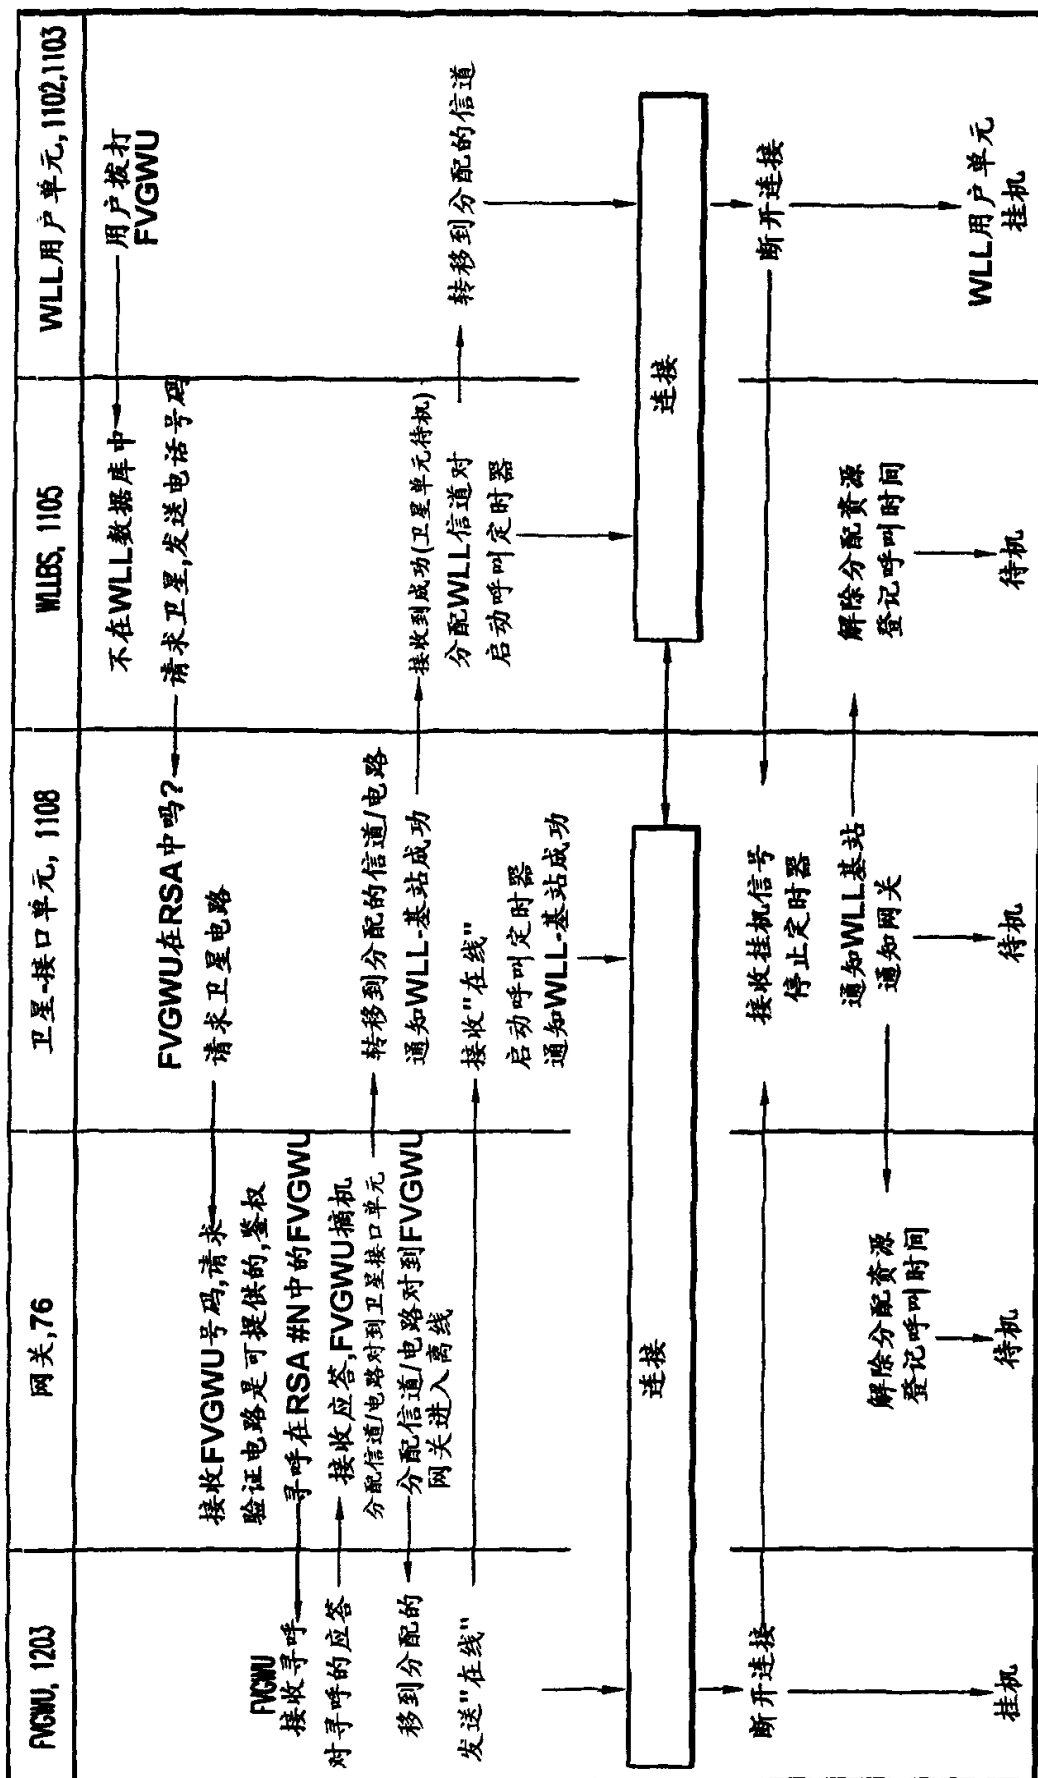 FVGWU, 1203
网关,76
卫星-接口单元, 1108
WLLBS, 1105
WLL用户单元,1102,1103
用户拨打
FVGWU
不在WLL数据库中
请求卫星,发送电话号码
FVGWU在RSA中吗?
请求卫星电路
接收FVGWU号码,请求
验证电路是可提供的,鉴权
寻呼在RSA #N中的FVGWU
FVGWU
接收寻呼
对寻呼的应答
接收应答,FVGWU摘机
分配信道/电路对到卫星接口单元
分配信道/电路对到FVGWU
网关进入离线
转移到分配的信道/电路
通知WLL-基站成功
接收到成功(卫星单元待机)
分配WLL信道对
启动呼叫定时器
转移到分配的信道
移到分配的
发送"在线"
接收"在线"
启动呼叫定时器
通知WLL-基站成功
连接
连接
断开连接
断开连接
接收挂机信号
停止定时器
通知WLL基站
通知网关
解除分配资源
登记呼叫时间
解除分配资源
登记呼叫时间
挂机
待机
待机
待机
WLL用户单元
挂机